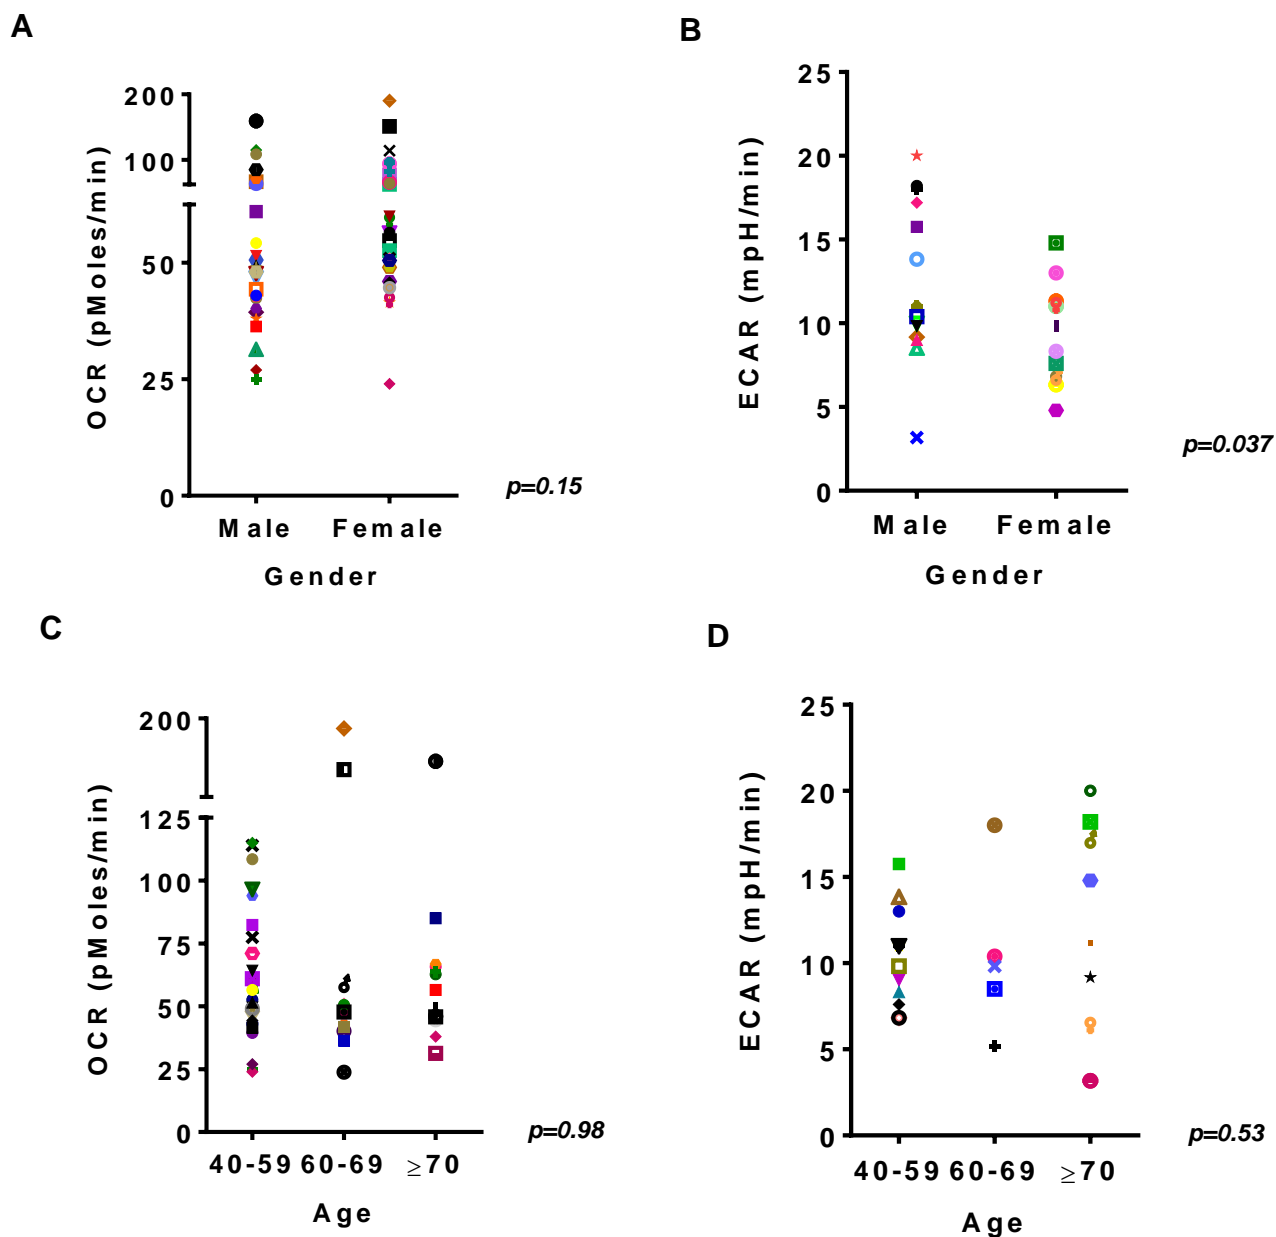 A
B
200
100
50
25
0
OCR (pMoles/min)
Male Female
Gender
p=0.15
25
20
15
10
5
0
ECAR (mpH/min)
Male Female
Gender
p=0.037
C
D
200
125
100
75
50
25
0
OCR (pMoles/min)
40-59 60-69 ≥70
Age
p=0.98
25
20
15
10
5
0
ECAR (mpH/min)
40-59 60-69 ≥70
Age
p=0.53